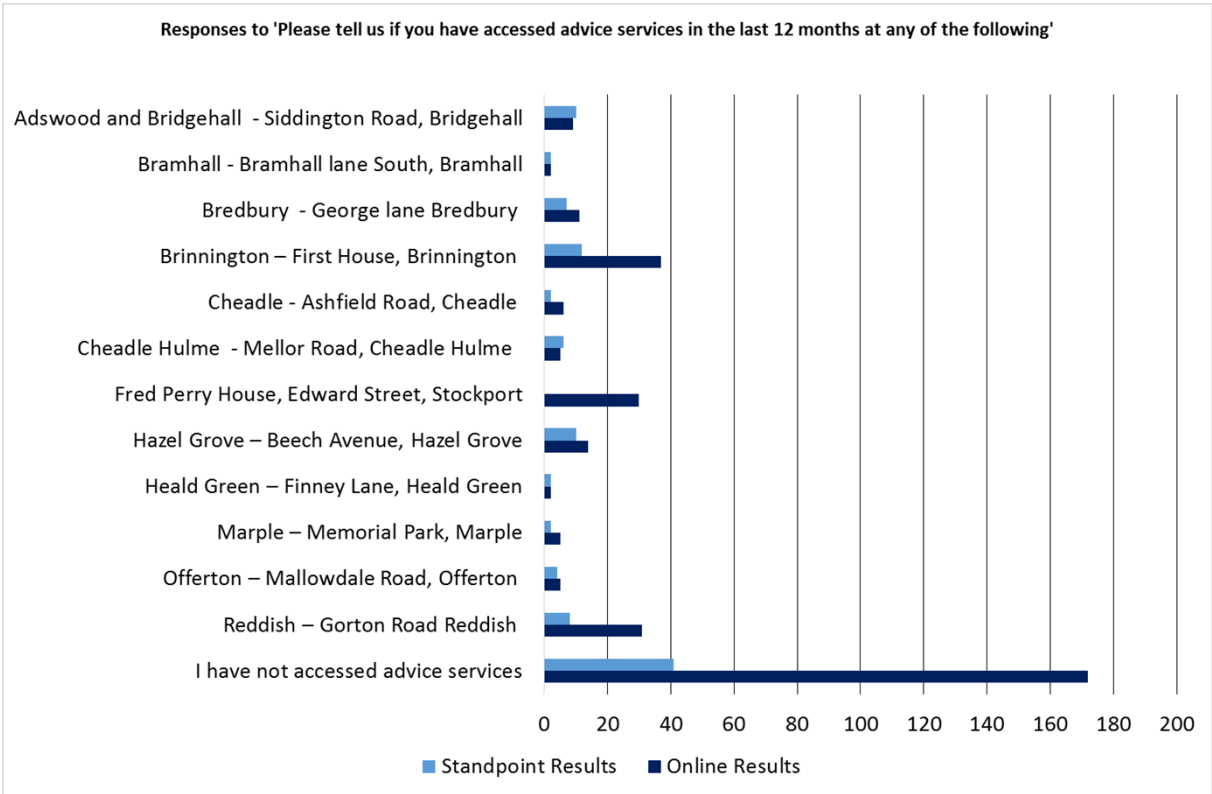 Responses to 'Please tell us if you have accessed advice services in the last 12 months at any of the following'
Adswood and Bridgehall - Siddington Road, Bridgehall
Bramhall - Bramhall lane South, Bramhall
Bredbury - George lane Bredbury
Brinnington – First House, Brinnington
Cheadle - Ashfield Road, Cheadle
Cheadle Hulme - Mellor Road, Cheadle Hulme
Fred Perry House, Edward Street, Stockport
Hazel Grove – Beech Avenue, Hazel Grove
Heald Green – Finney Lane, Heald Green
Marple – Memorial Park, Marple
Offerton – Mallowdale Road, Offerton
Reddish – Gorton Road Reddish
I have not accessed advice services
0 20 40 60 80 100 120 140 160 180 200
Standpoint Results Online Results